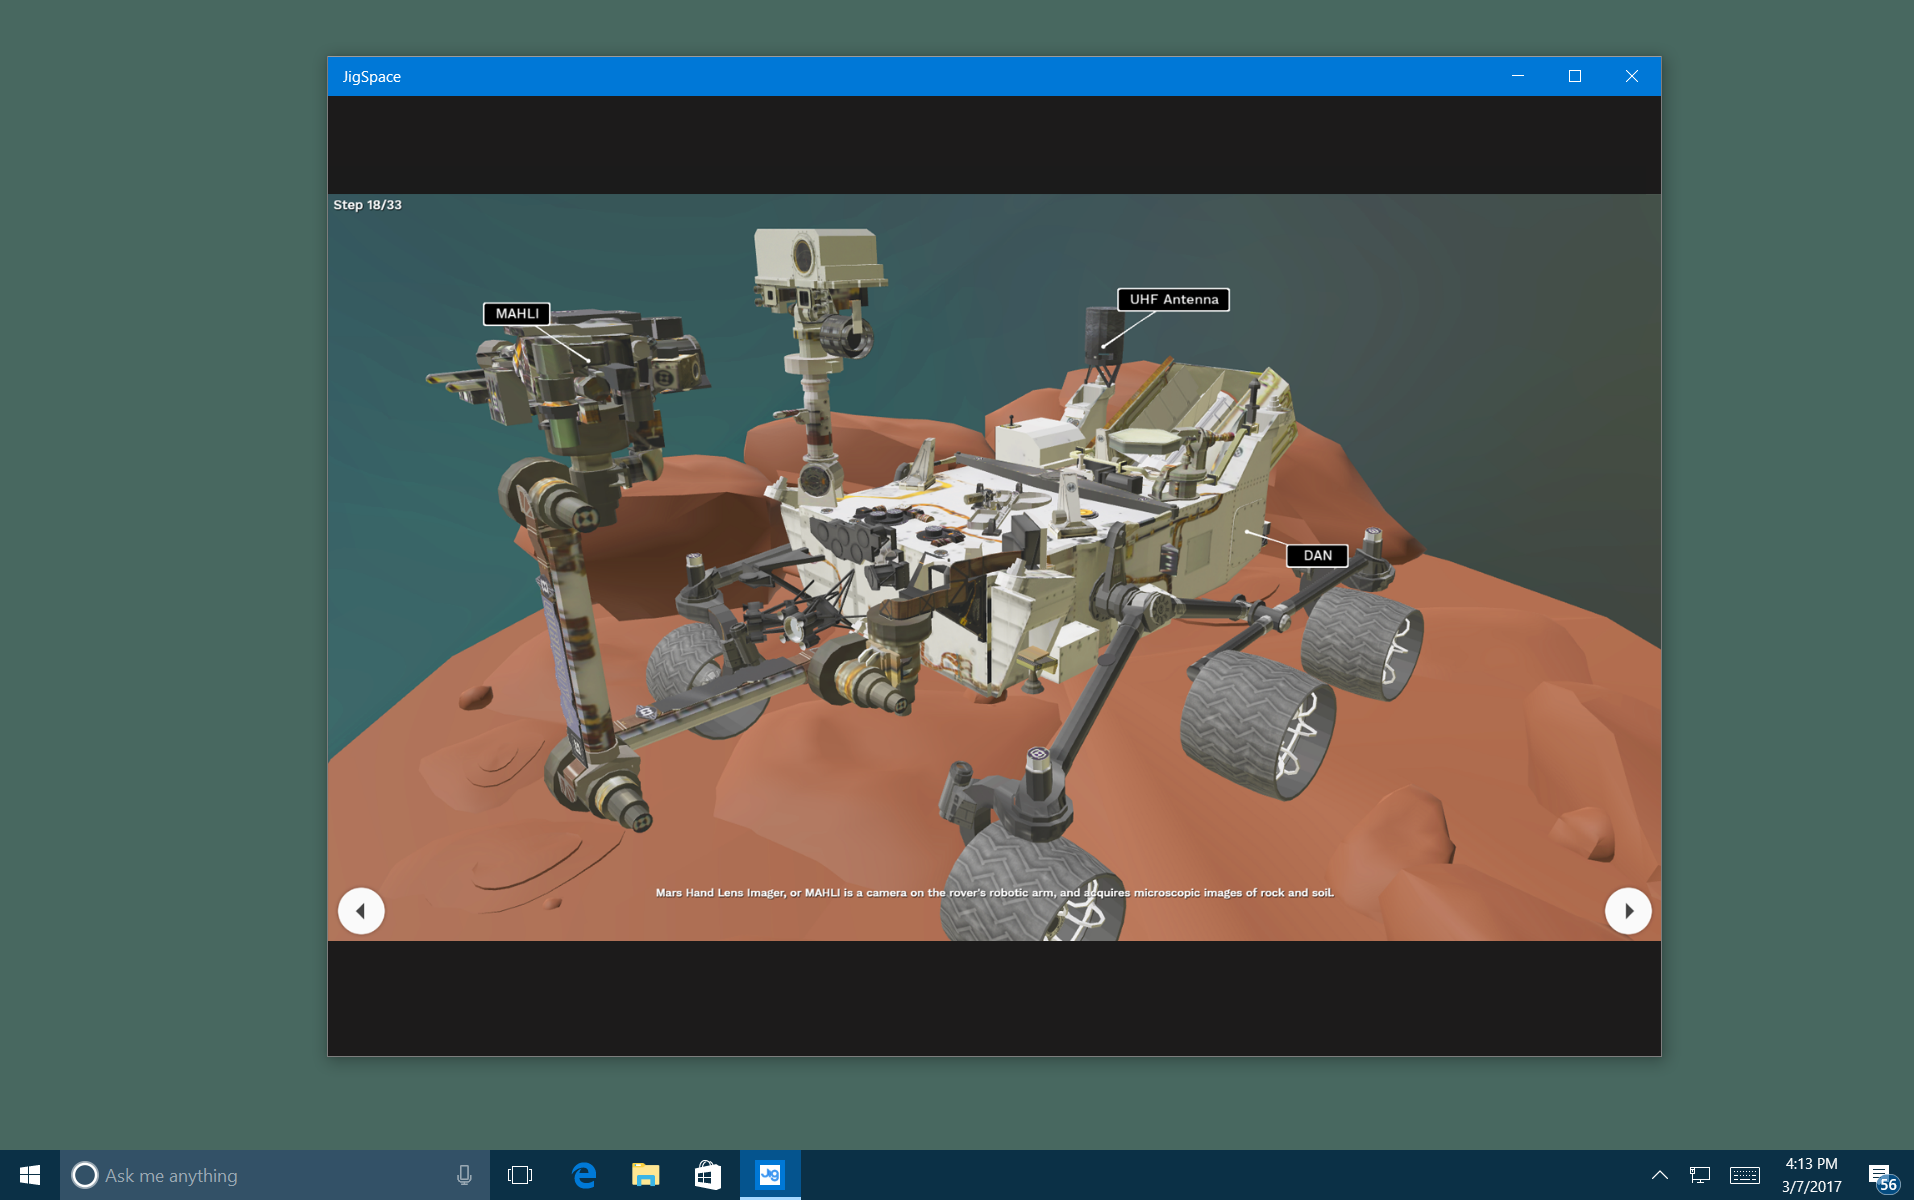 JigSpace
Step 18/33
MAHLI
UHF Antenna
DAN
Mars Hand Lens Imager, or MAHLI is a camera on the rover's robotic arm, and acquires microscopic images of rock and soil.
Ask me anything
Jig
4:13 PM
3/7/2017
56